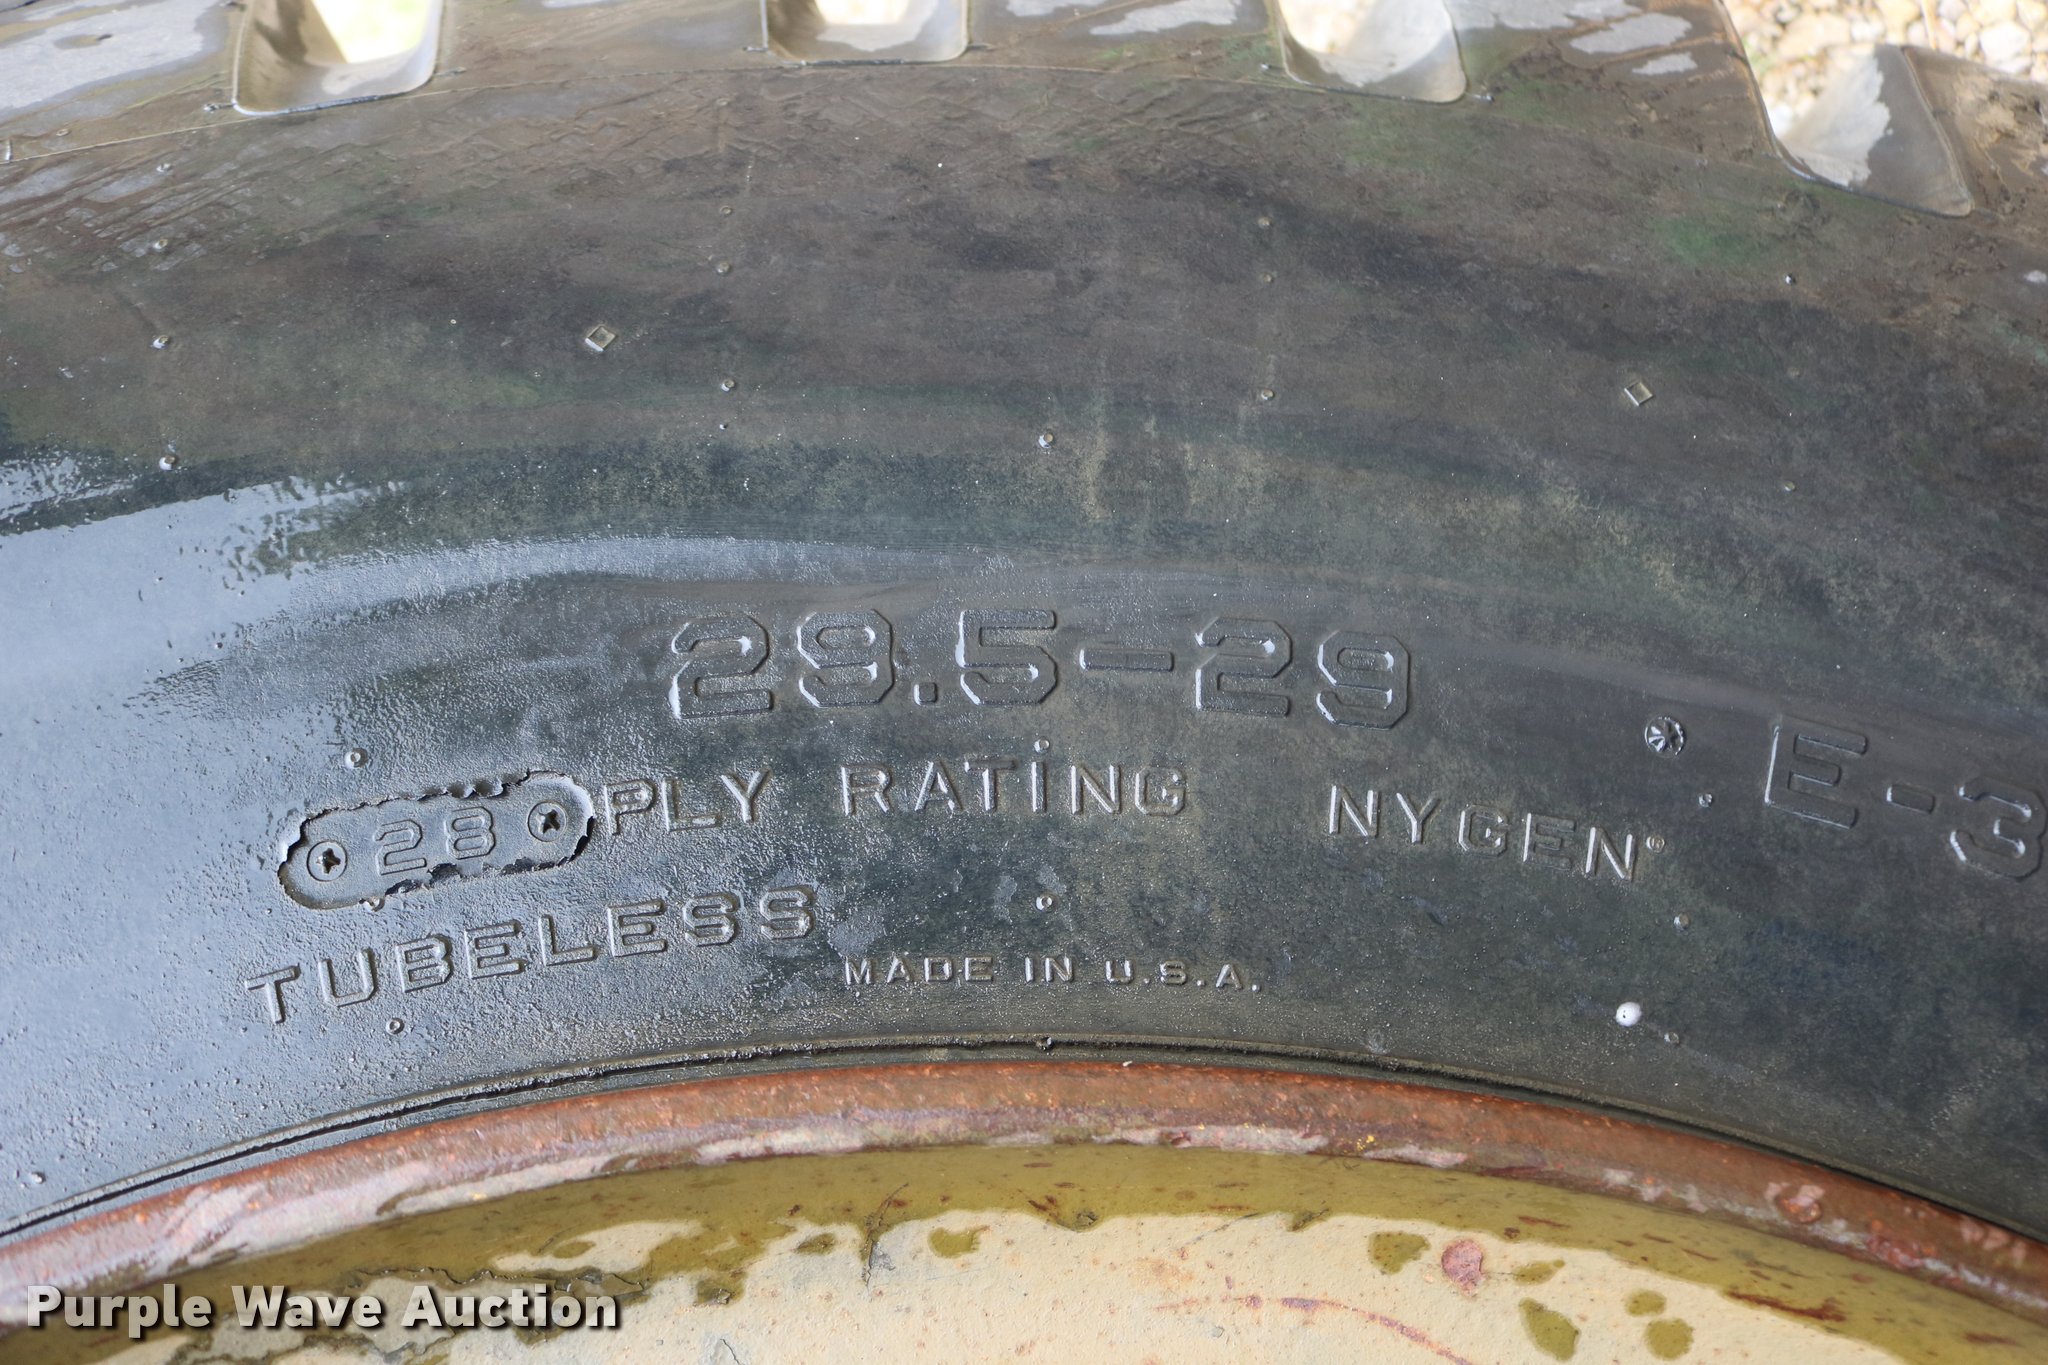 29.5-29
E-3
28 PLY RATING NYGEN®
TUBELESS
MADE IN U.S.A.
Purple Wave Auction